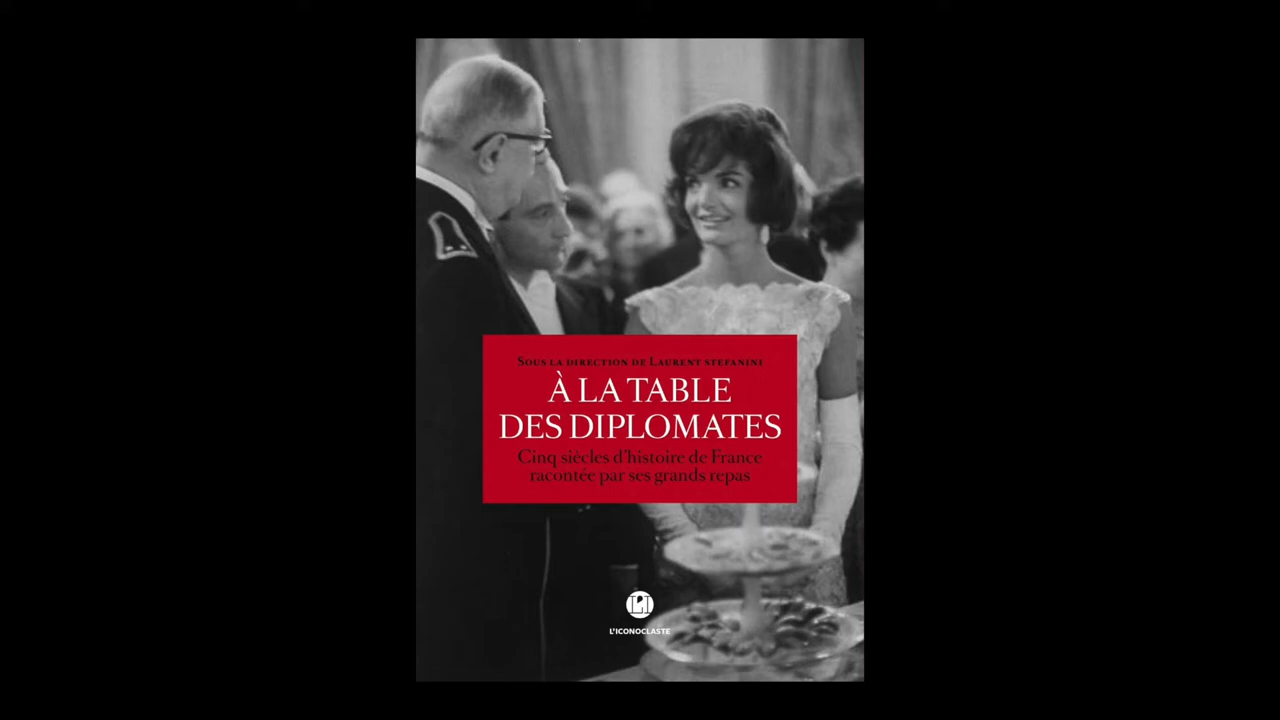 SOUS LA DIRECTION DE LAURENT STEFANINI
À LA TABLE
DES DIPLOMATES
Cinq siècles d'histoire de France
racontée par ses grands repas
LI
L'ICONOCLASTE